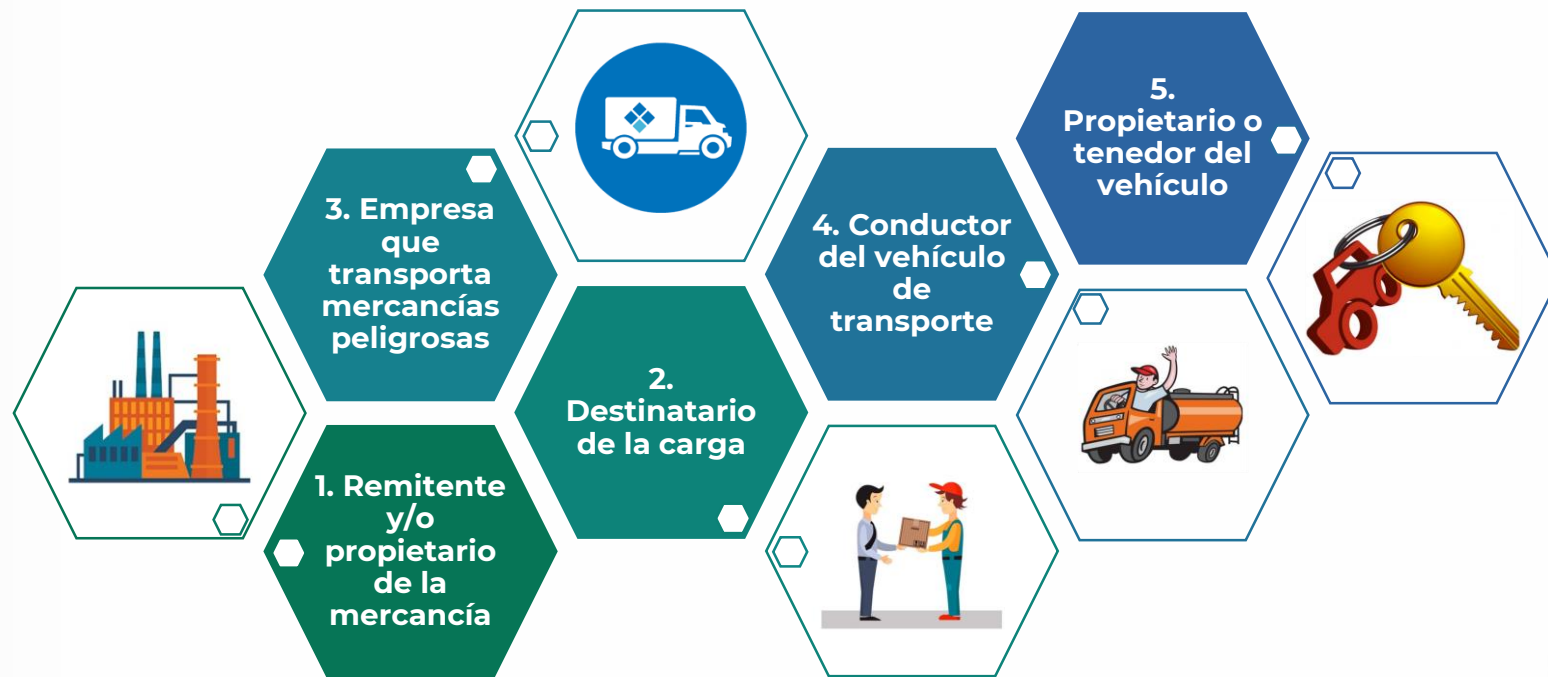 1. Remitente
y/o
propietario
de la
mercancía
2.
Destinatario
de la carga
3. Empresa
que
transporta
mercancías
peligrosas
4. Conductor
del vehículo
de
transporte
5.
Propietario o
tenedor del
vehículo